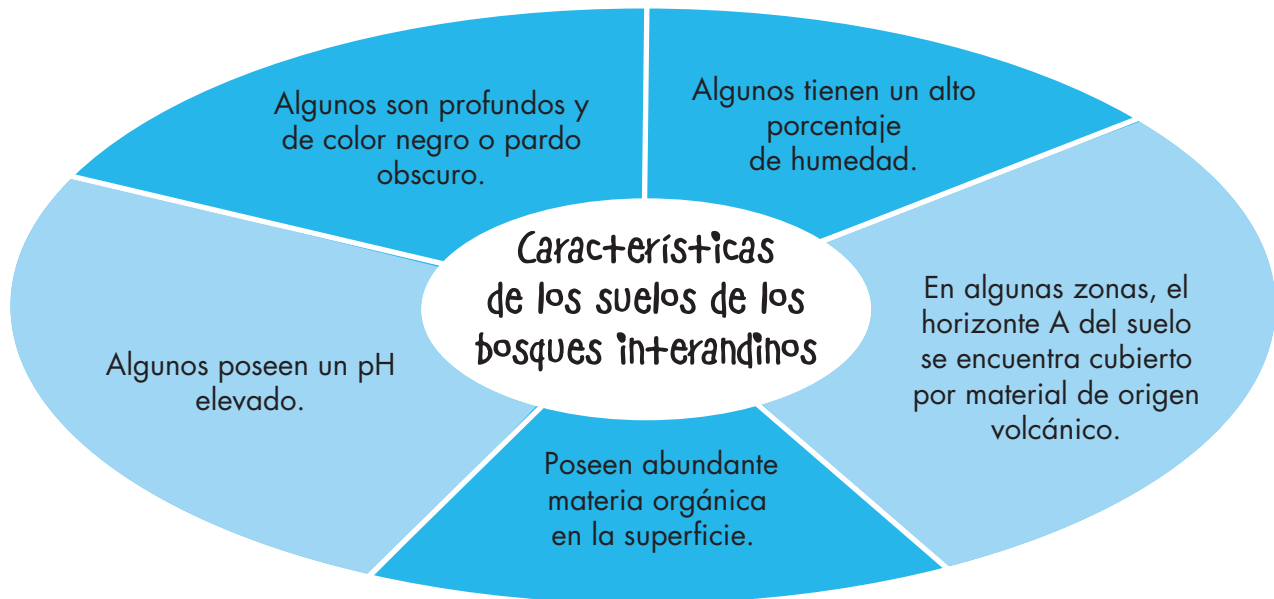 Algunos son profundos y
de color negro o pardo
obscuro.
Algunos tienen un alto
porcentaje
de humedad.
Características
de los suelos de los
bosques interandinos
En algunas zonas, el
horizonte A del suelo
se encuentra cubierto
por material de origen
volcánico.
Algunos poseen un pH
elevado.
Poseen abundante
materia orgánica
en la superficie.